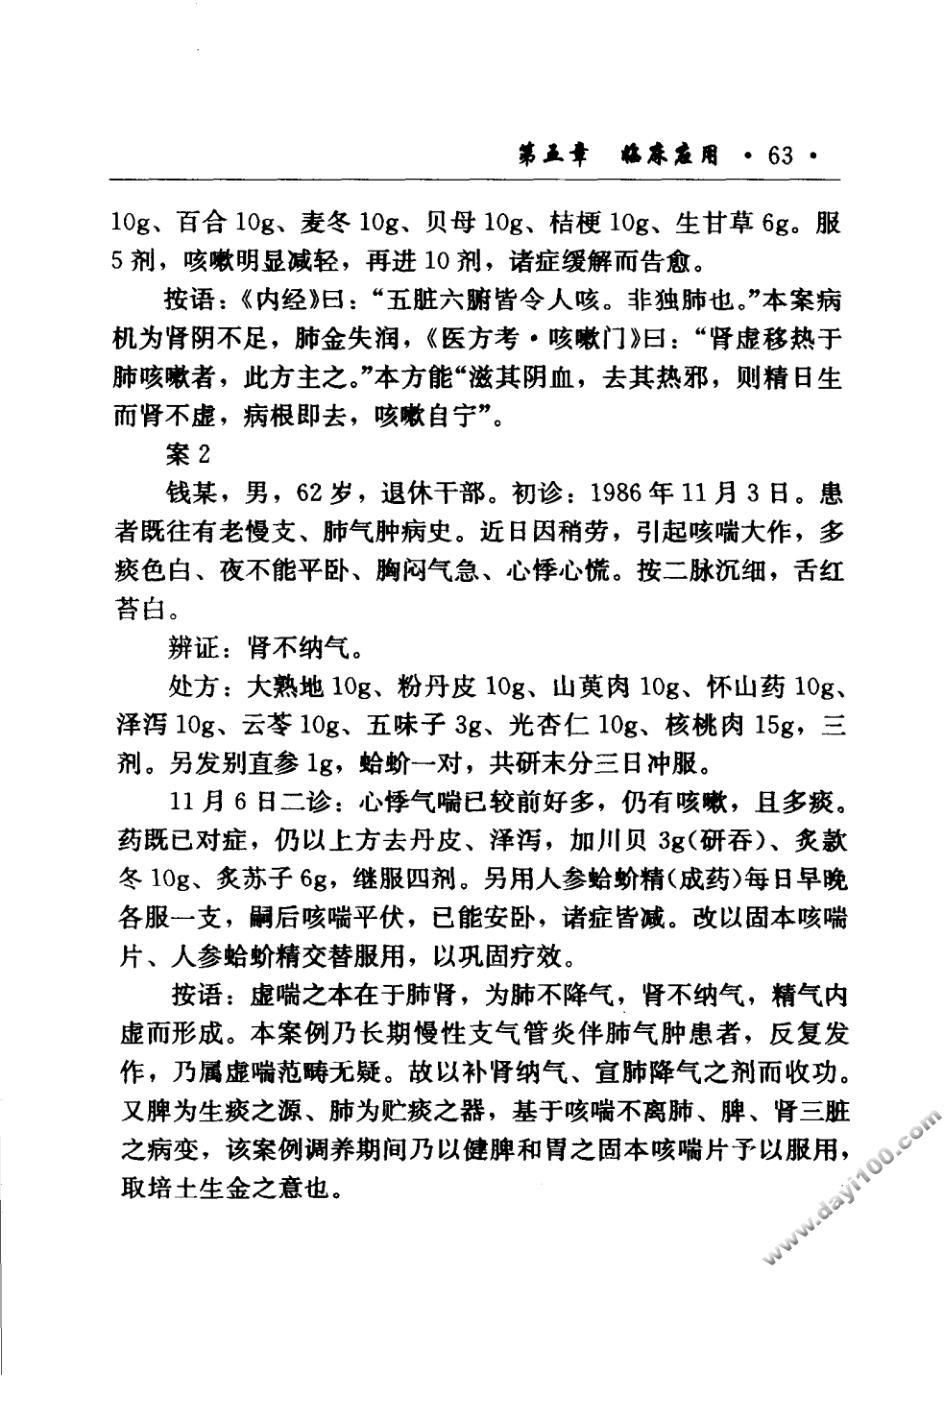 第五章 临床应用 · 63 ·
10g、百合 10g、麦冬 10g、贝母 10g、桔梗 10g、生甘草 6g。服
5 剂，咳嗽明显减轻，再进 10 剂，诸症缓解而告愈。
按语：《内经》曰：“五脏六腑皆令人咳。非独肺也。”本案病
机为肾阴不足，肺金失润，《医方考·咳嗽门》曰：“肾虚移热于
肺咳嗽者，此方主之。”本方能“滋其阴血，去其热邪，则精日生
而肾不虚，病根即去，咳嗽自宁”。
案 2
钱某，男，62 岁，退休干部。初诊：1986 年 11 月 3 日。患
者既往有老慢支、肺气肿病史。近日因稍劳，引起咳喘大作，多
痰色白、夜不能平卧、胸闷气急、心悸心慌。按二脉沉细，舌红
苔白。
辨证：肾不纳气。
处方：大熟地 10g、粉丹皮 10g、山萸肉 10g、怀山药 10g、
泽泻 10g、云苓 10g、五味子 3g、光杏仁 10g、核桃肉 15g，三
剂。另发别直参 1g，蛤蚧一对，共研末分三日冲服。
11 月 6 日二诊：心悸气喘已较前好多，仍有咳嗽，且多痰。
药既已对症，仍以上方去丹皮、泽泻，加川贝 3g(研吞)、炙款
冬 10g、炙苏子 6g，继服四剂。另用人参蛤蚧精(成药)每日早晚
各服一支，嗣后咳喘平伏，已能安卧，诸症皆减。改以固本咳喘
片、人参蛤蚧精交替服用，以巩固疗效。
按语：虚喘之本在于肺肾，为肺不降气，肾不纳气，精气内
虚而形成。本案例乃长期慢性支气管炎伴肺气肿患者，反复发
作，乃属虚喘范畴无疑。故以补肾纳气、宣肺降气之剂而收功。
又脾为生痰之源、肺为贮痰之器，基于咳喘不离肺、脾、肾三脏
之病变，该案例调养期间乃以健脾和胃之固本咳喘片予以服用，
取培土生金之意也。
www.dayi100.com